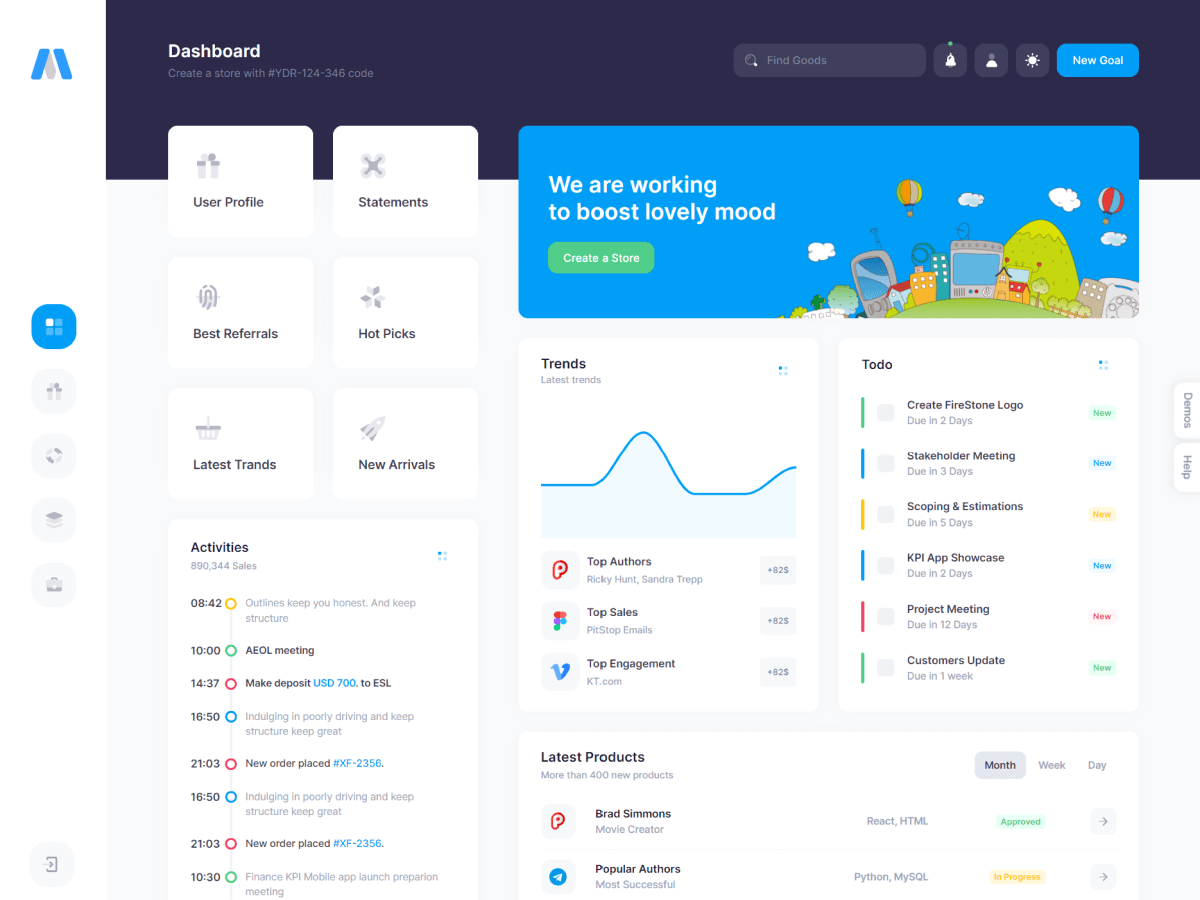 Dashboard
Create a store with #YDR-124-346 code
Find Goods
New Goal
User Profile
Statements
Best Referrals
Hot Picks
Latest Trands
New Arrivals
We are working
to boost lovely mood
Create a Store
Activities
890,344 Sales
08:42 Outlines keep you honest. And keep
structure
10:00 AEOL meeting
14:37 Make deposit USD 700. to ESL
16:50 Indulging in poorly driving and keep
structure keep great
21:03 New order placed #XF-2356.
16:50 Indulging in poorly driving and keep
structure keep great
21:03 New order placed #XF-2356.
10:30 Finance KPI Mobile app launch preparion
meeting
Trends
Latest trends
Top Authors
Ricky Hunt, Sandra Trepp
+82$
Top Sales
PitStop Emails
+82$
Top Engagement
KT.com
+82$
Todo
Create FireStone Logo
Due in 2 Days
New
Stakeholder Meeting
Due in 3 Days
New
Scoping & Estimations
Due in 5 Days
New
KPI App Showcase
Due in 2 Days
New
Project Meeting
Due in 12 Days
New
Customers Update
Due in 1 week
New
Latest Products
More than 400 new products
Month Week Day
Brad Simmons
Movie Creator
React, HTML
Approved
Popular Authors
Most Successful
Python, MySQL
In Progress
Demos
Help